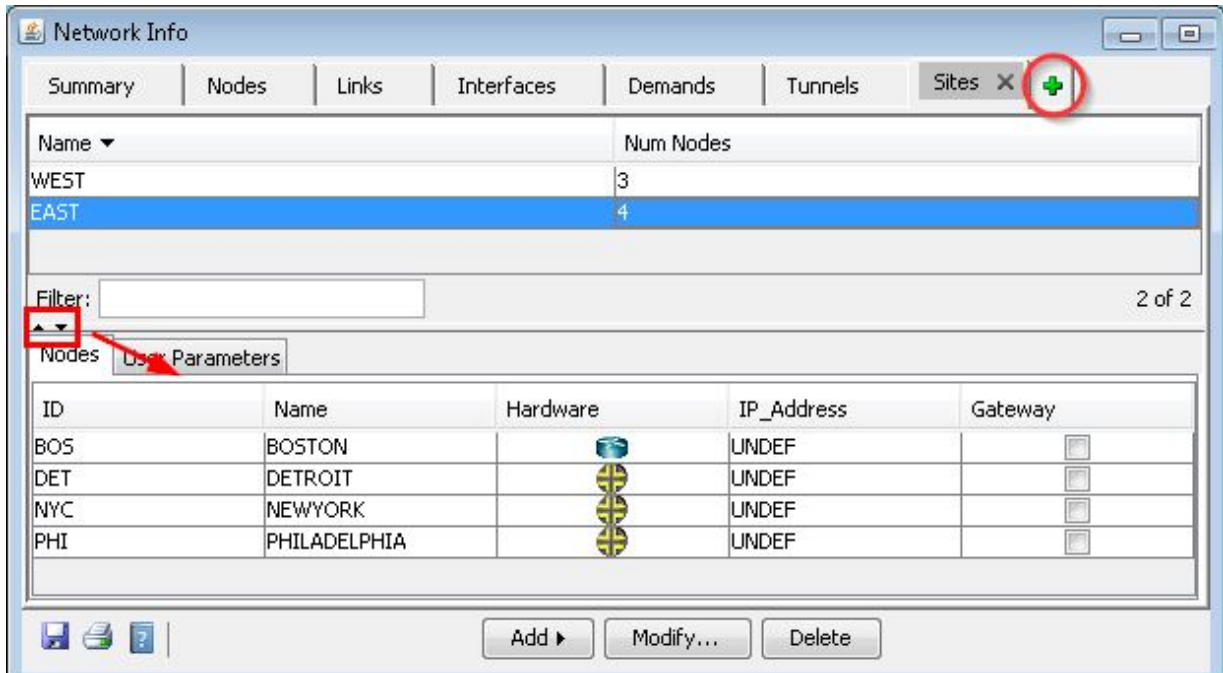 Network Info
Summary Nodes Links Interfaces Demands Tunnels Sites
Name Num Nodes
WEST 3
EAST 4
Filter: 2 of 2
Nodes User Parameters
ID Name Hardware IP_Address Gateway
BOS BOSTON UNDEF
DET DETROIT UNDEF
NYC NEWYORK UNDEF
PHI PHILADELPHIA UNDEF
Add Modify... Delete